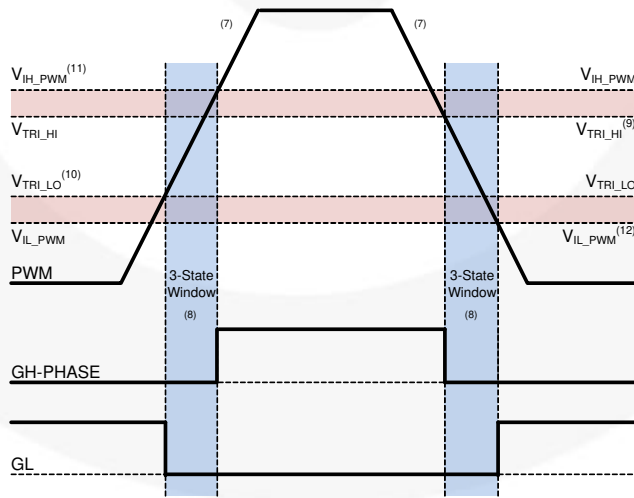 (7) (7)
V_IH_PWM(11) V_IH_PWM
V_TRI_HI V_TRI_HI(9)
V_TRI_LO(10) V_TRI_LO
V_IL_PWM V_IL_PWM(12)
PWM
3-State 3-State
Window Window
(8) (8)
GH-PHASE
GL